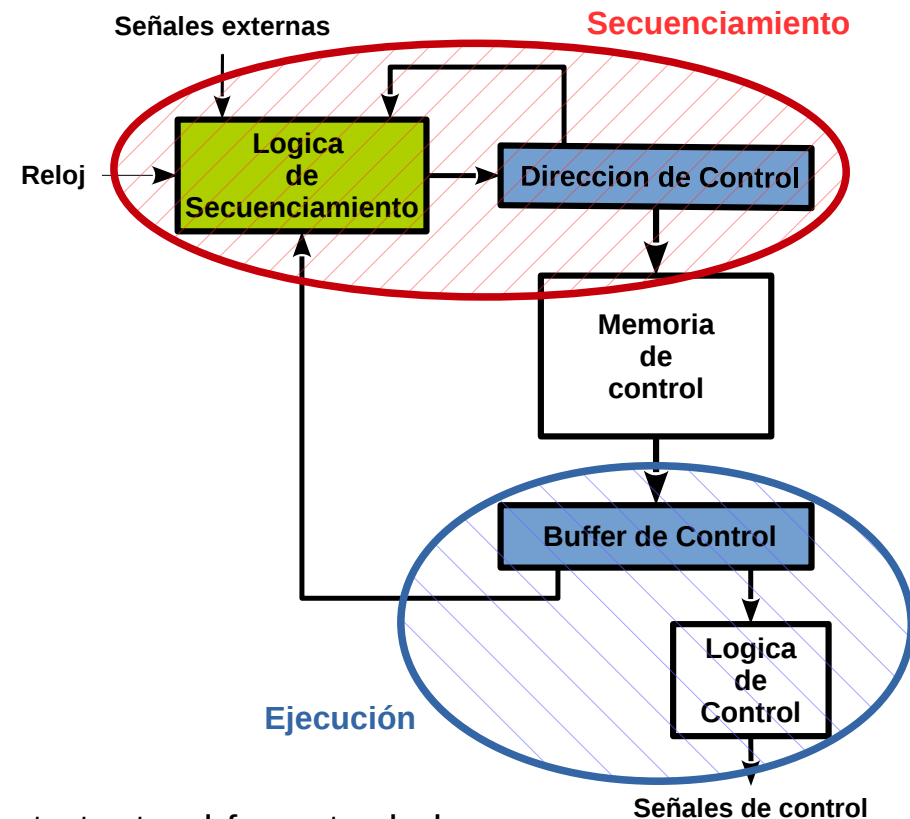 Señales externas
Secuenciamiento
Reloj
Logica
de
Secuenciamiento
Direccion de Control
Memoria
de
control
Buffer de Control
Logica
de
Control
Ejecución
Señales de control